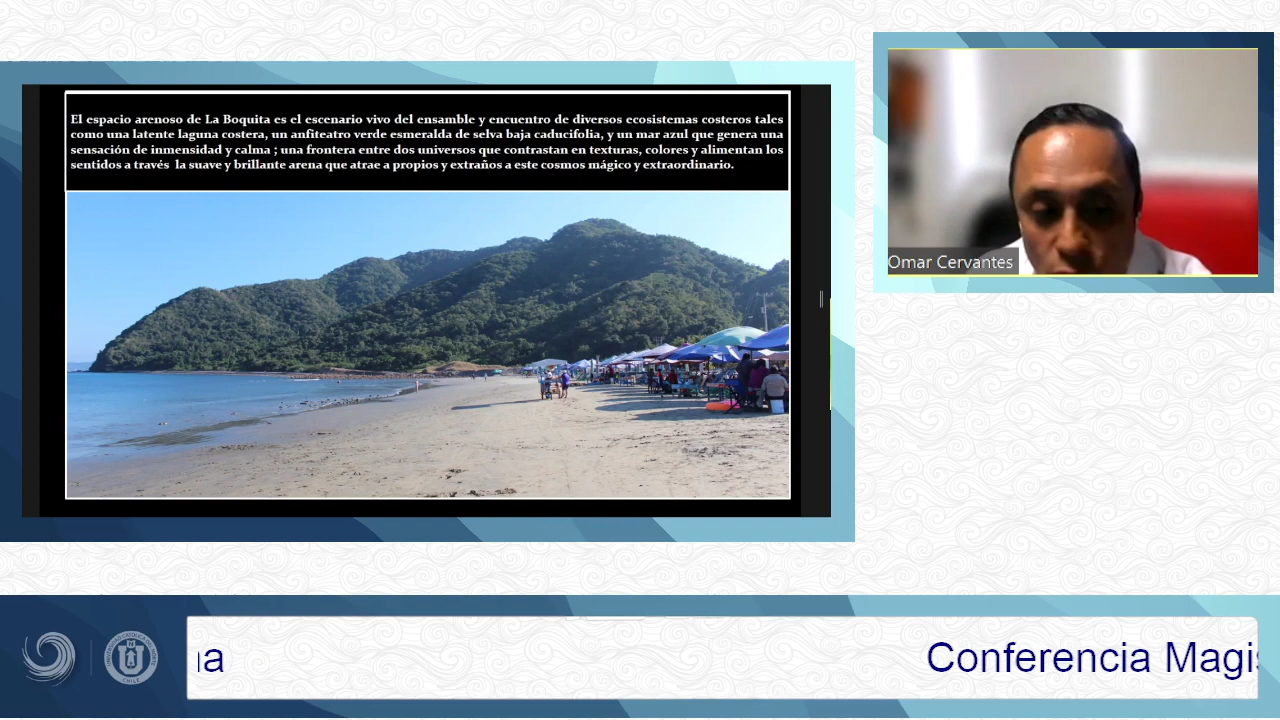 El espacio arenoso de La Boquita es el escenario vivo del ensamble y encuentro de diversos ecosistemas costeros tales
como una latente laguna costera, un anfiteatro verde esmeralda de selva baja caducifolia, y un mar azul que genera una
sensación de inmensidad y calma ; una frontera entre dos universos que contrastan en texturas, colores y alimentan los
sentidos a través  la suave y brillante arena que atrae a propios y extraños a este cosmos mágico y extraordinario.
Omar Cervantes
Conferencia Magis